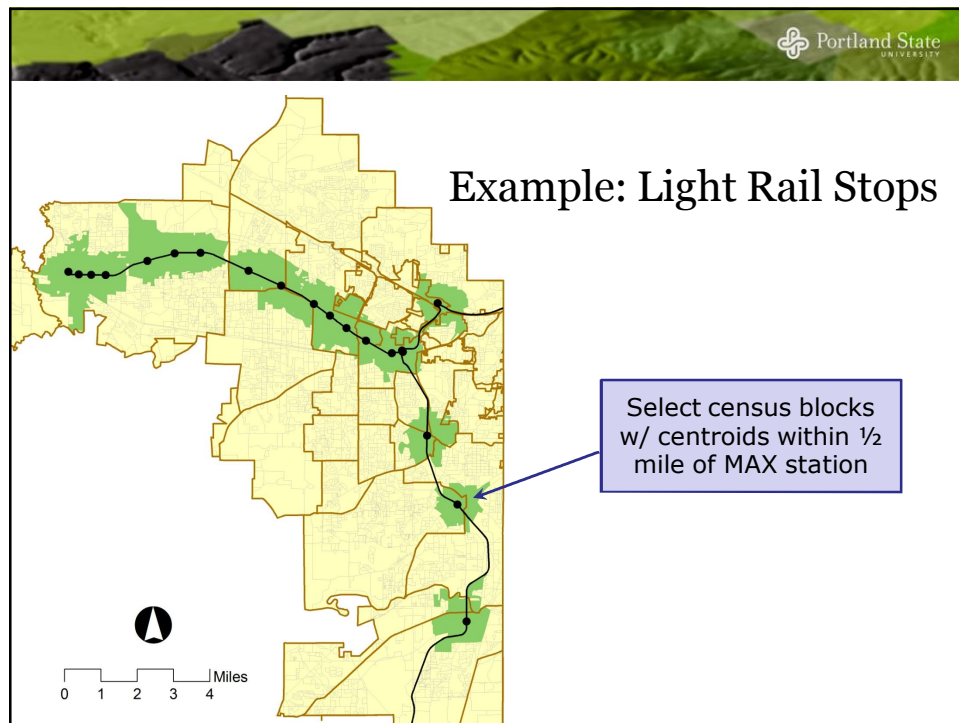 Portland State
UNIVERSITY
Example: Light Rail Stops
Select census blocks
w/ centroids within ½
mile of MAX station
Miles
0 1 2 3 4